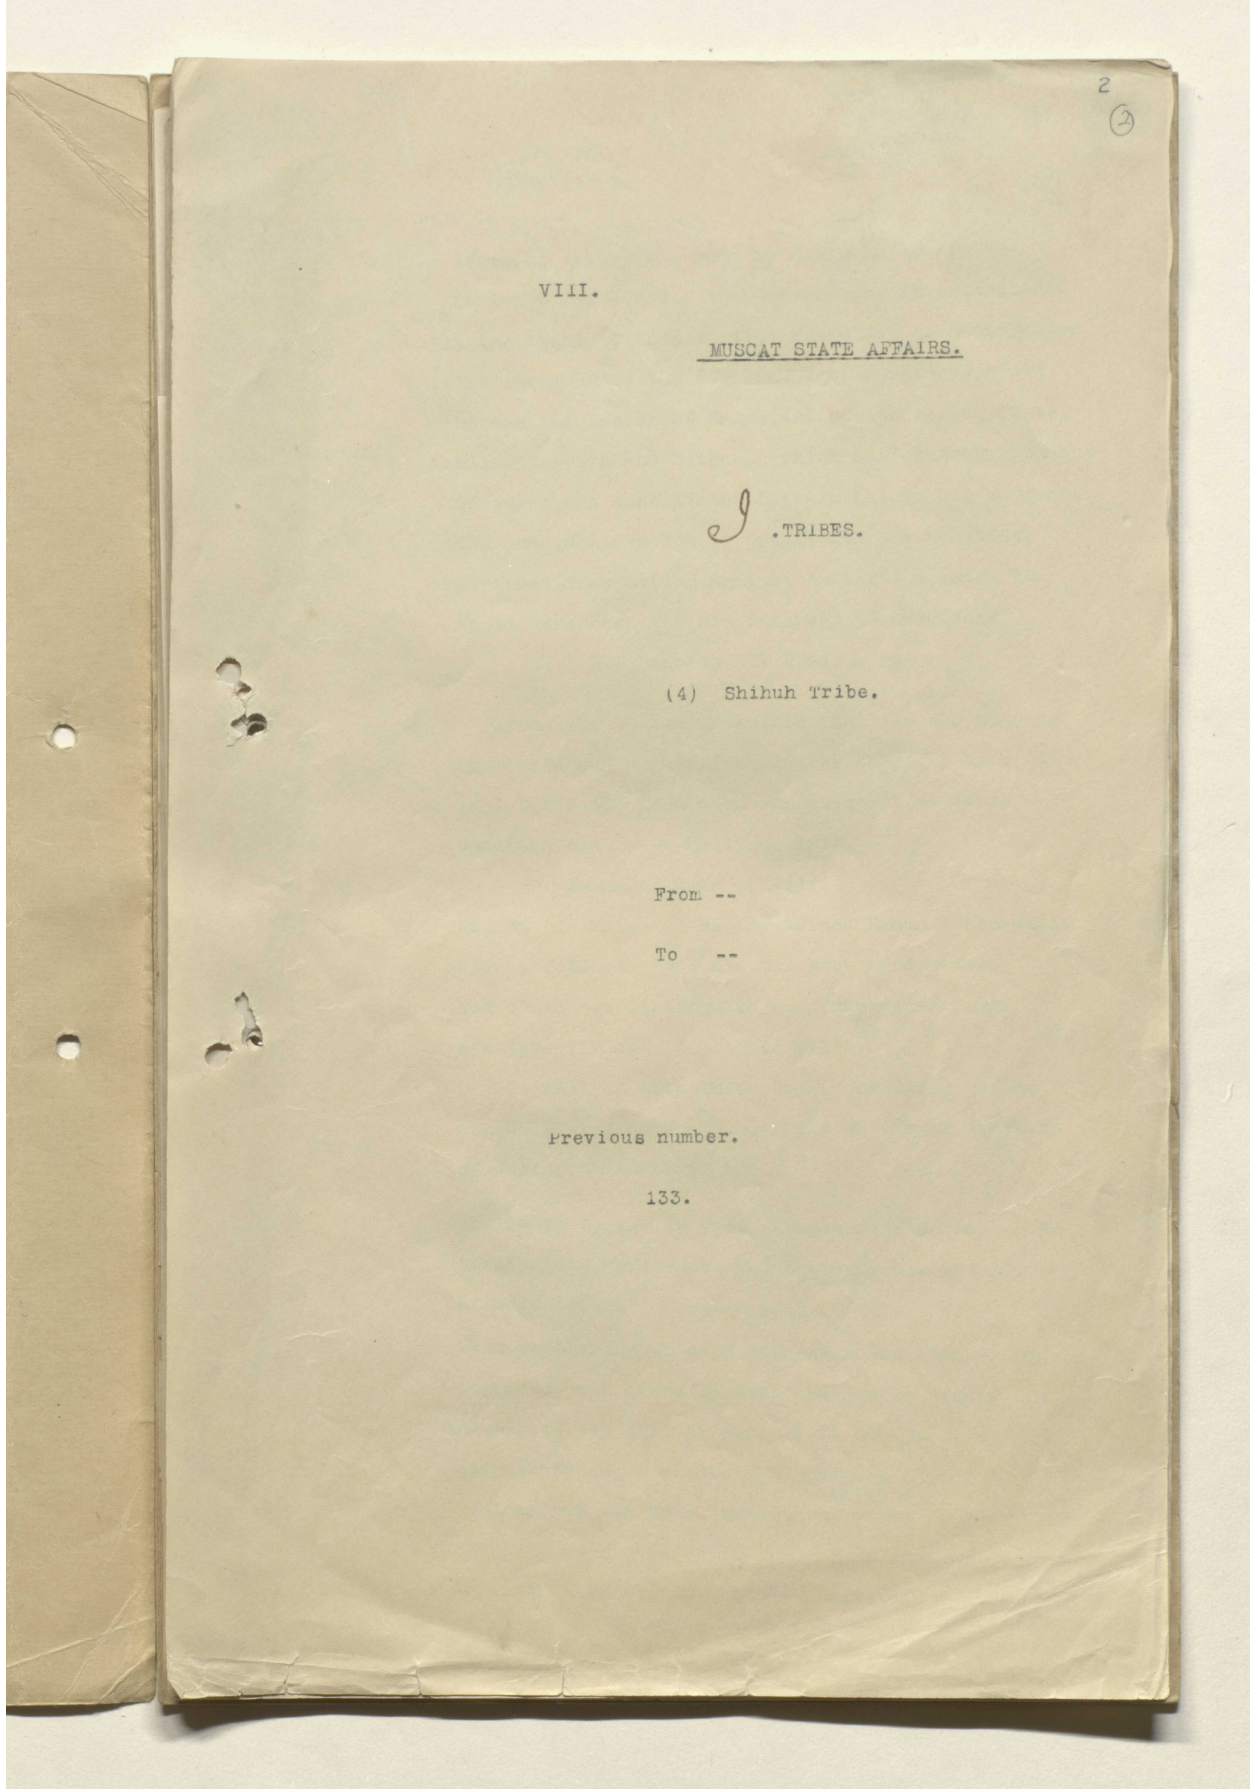 2
2
VIII.
MUSCAT STATE AFFAIRS.
I .TRIBES.
(4) Shihuh Tribe.
From --
To --
Previous number.
133.